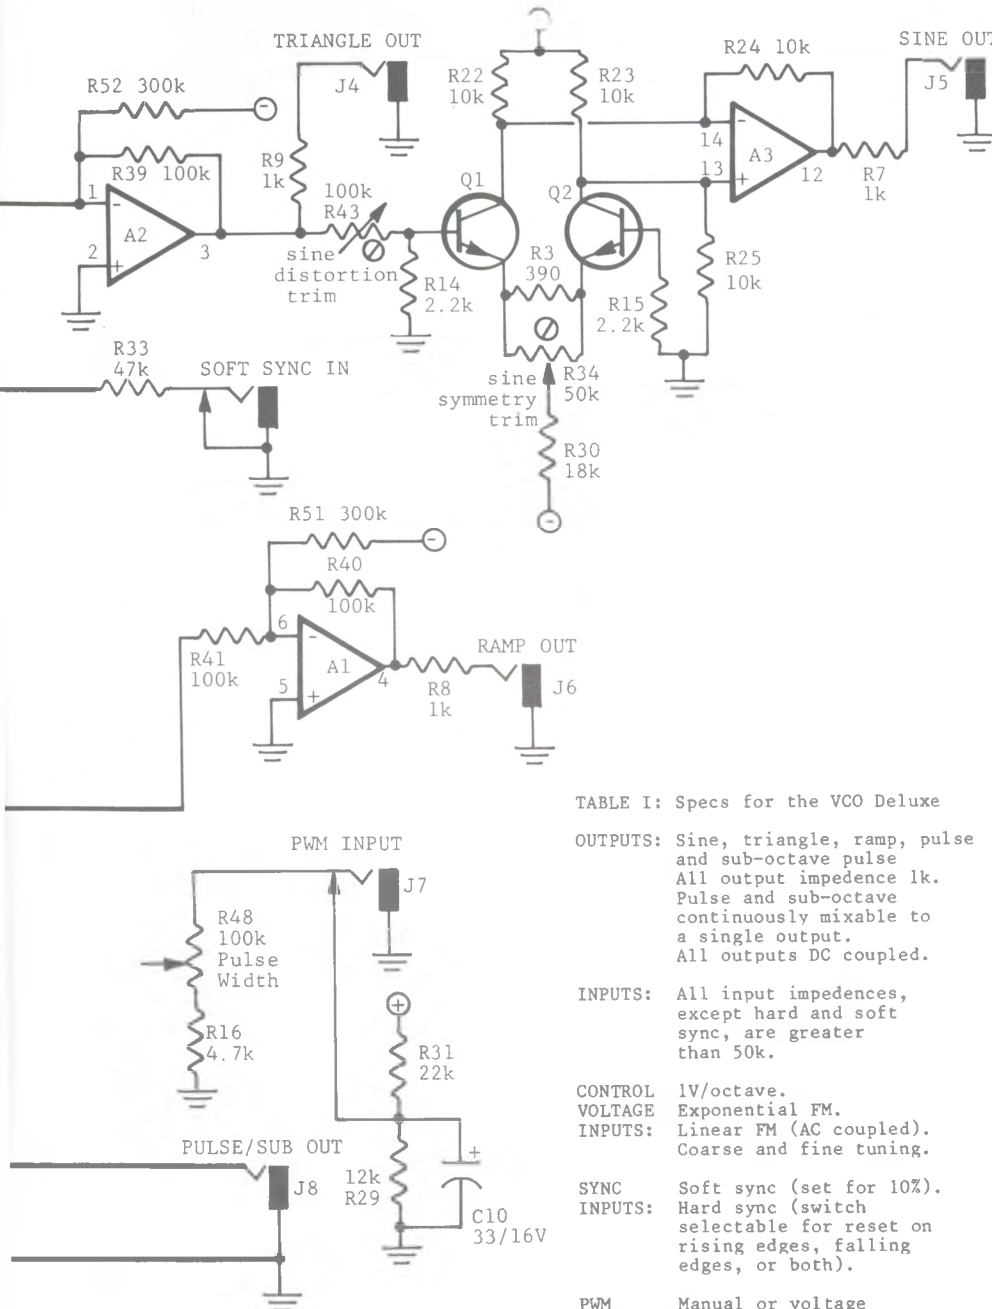 TRIANGLE OUT
J4
R52 300k
R39 100k
1
2
A2
3
R9
1k
100k
R43
sine
distortion
trim
R14
2.2k
R22
10k
R23
10k
Q1
Q2
R3
390
R15
2.2k
sine
symmetry
trim
R34
50k
R30
18k
R24 10k
14
13
A3
12
R25
10k
R7
1k
SINE OUT
J5
R33
47k
SOFT SYNC IN
R51 300k
R40
100k
R41
100k
6
5
A1
4
R8
1k
RAMP OUT
J6
PWM INPUT
J7
R48
100k
Pulse
Width
R16
4.7k
R31
22k
12k
R29
C10
33/16V
PULSE/SUB OUT
J8
TABLE I: Specs for the VCO Deluxe
OUTPUTS: Sine, triangle, ramp, pulse
and sub-octave pulse
All output impedence 1k.
Pulse and sub-octave
continuously mixable to
a single output.
All outputs DC coupled.
INPUTS: All input impedences,
except hard and soft
sync, are greater
than 50k.
CONTROL 1V/octave.
VOLTAGE Exponential FM.
INPUTS: Linear FM (AC coupled).
Coarse and fine tuning.
SYNC Soft sync (set for 10%).
INPUTS: Hard sync (switch
selectable for reset on
rising edges, falling
edges, or both).
PWM Manual or voltage